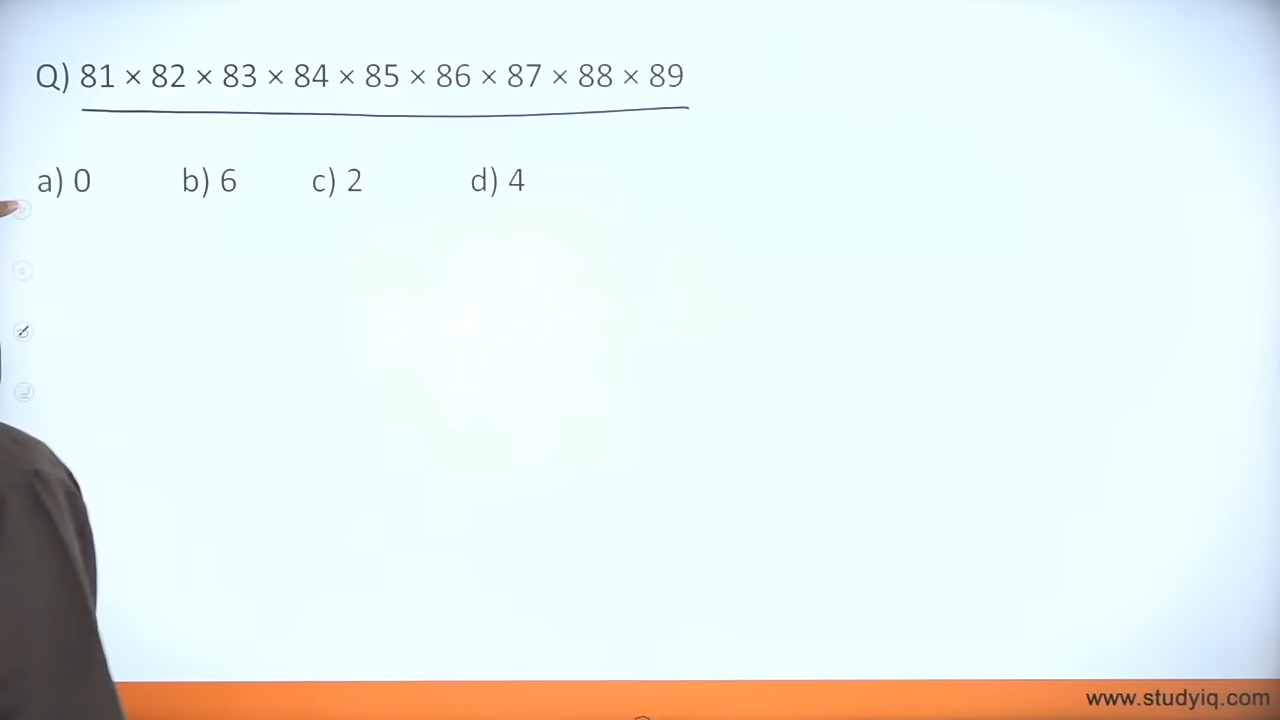 Q) 81 × 82 × 83 × 84 × 85 × 86 × 87 × 88 × 89
a) 0 b) 6 c) 2 d) 4
www.studyiq.com